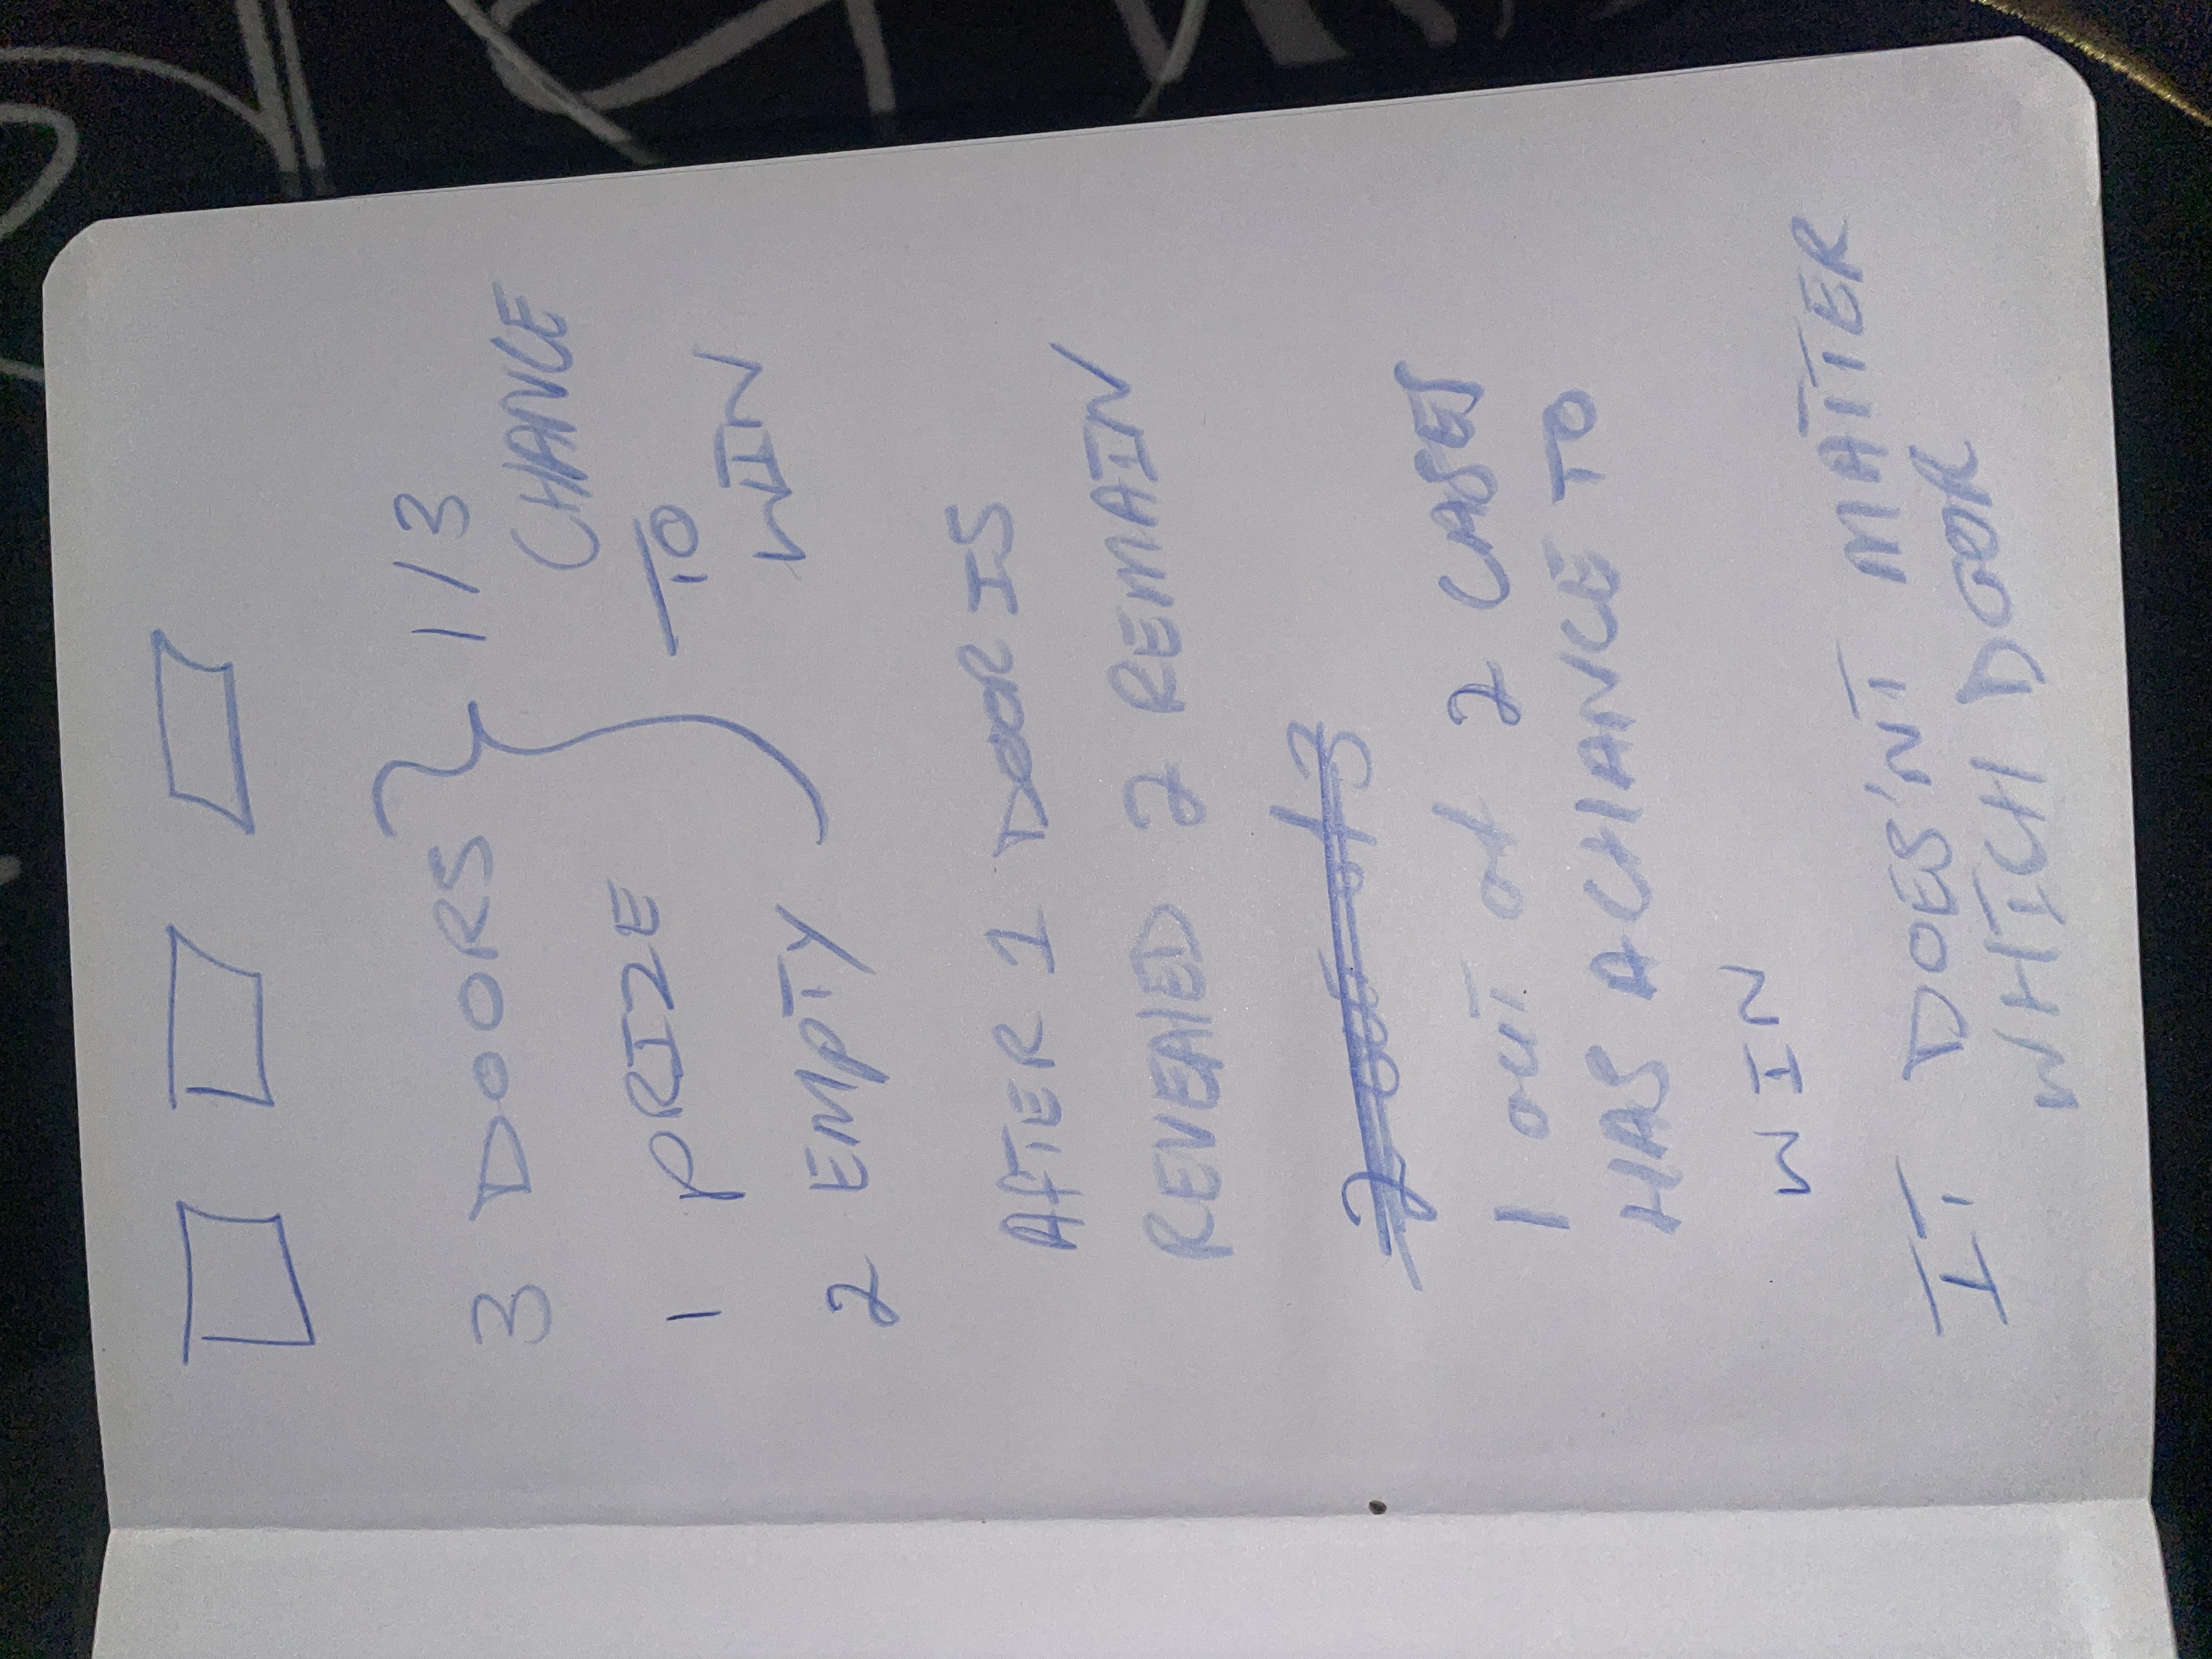 3 DOORS
1/3
CHANCE
1 PRIZE
TO
WIN
2 EMPTY
AFTER 1 DOOR IS
REVEALED 2 REMAIN
2 out of 3
1 out of 2 CASES
HAS A CHANCE TO
WIN
IT DOES'NT MATTER
WHICH DOOR